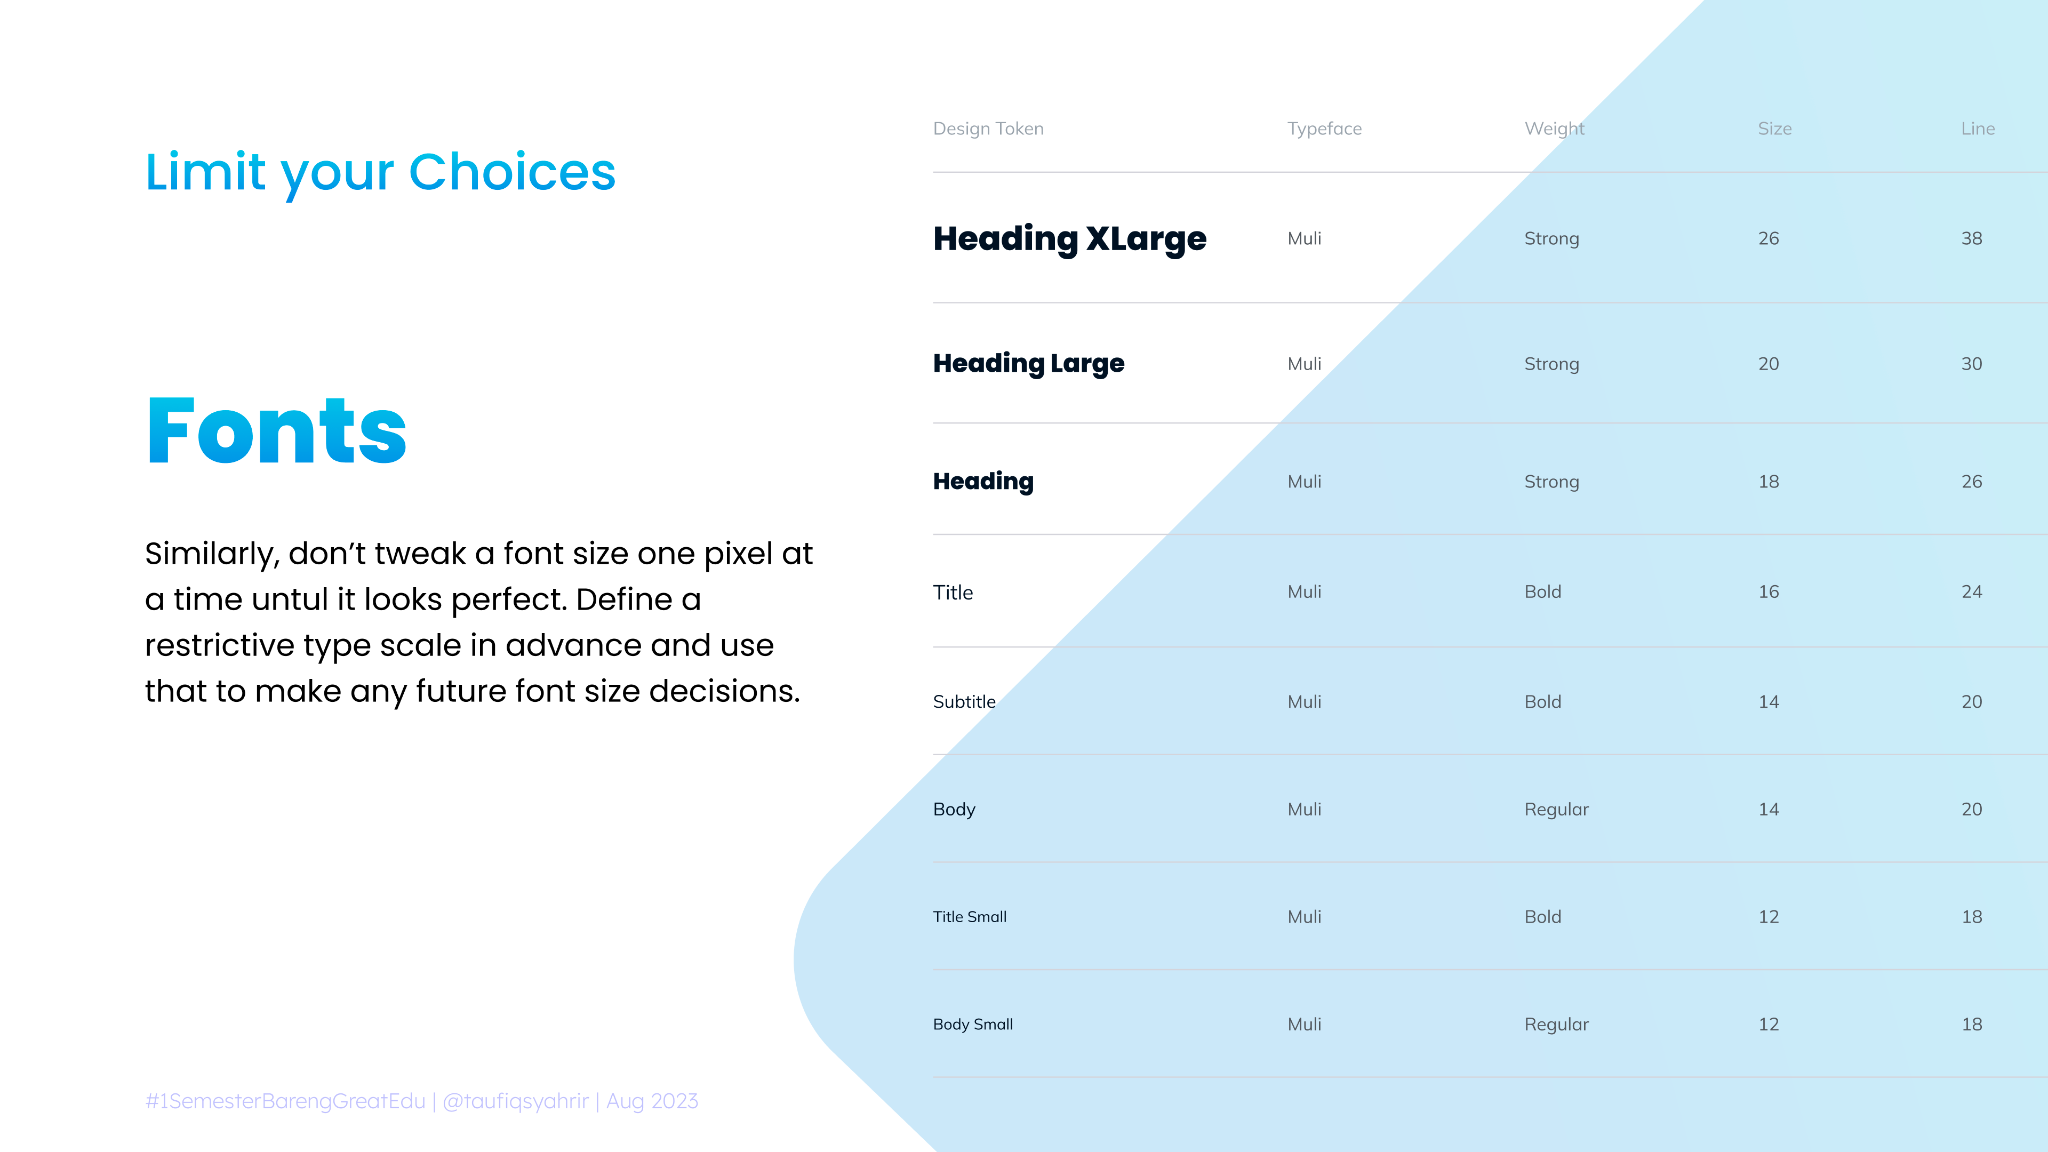 Limit your Choices
Fonts
Similarly, don’t tweak a font size one pixel at
a time untul it looks perfect. Define a
restrictive type scale in advance and use
that to make any future font size decisions.
Design Token Typeface Weight Size Line
Heading XLarge Muli Strong 26 38
Heading Large Muli Strong 20 30
Heading Muli Strong 18 26
Title Muli Bold 16 24
Subtitle Muli Bold 14 20
Body Muli Regular 14 20
Title Small Muli Bold 12 18
Body Small Muli Regular 12 18
#1SemesterBarengGreatEdu | @taufiqsyahrir | Aug 2023